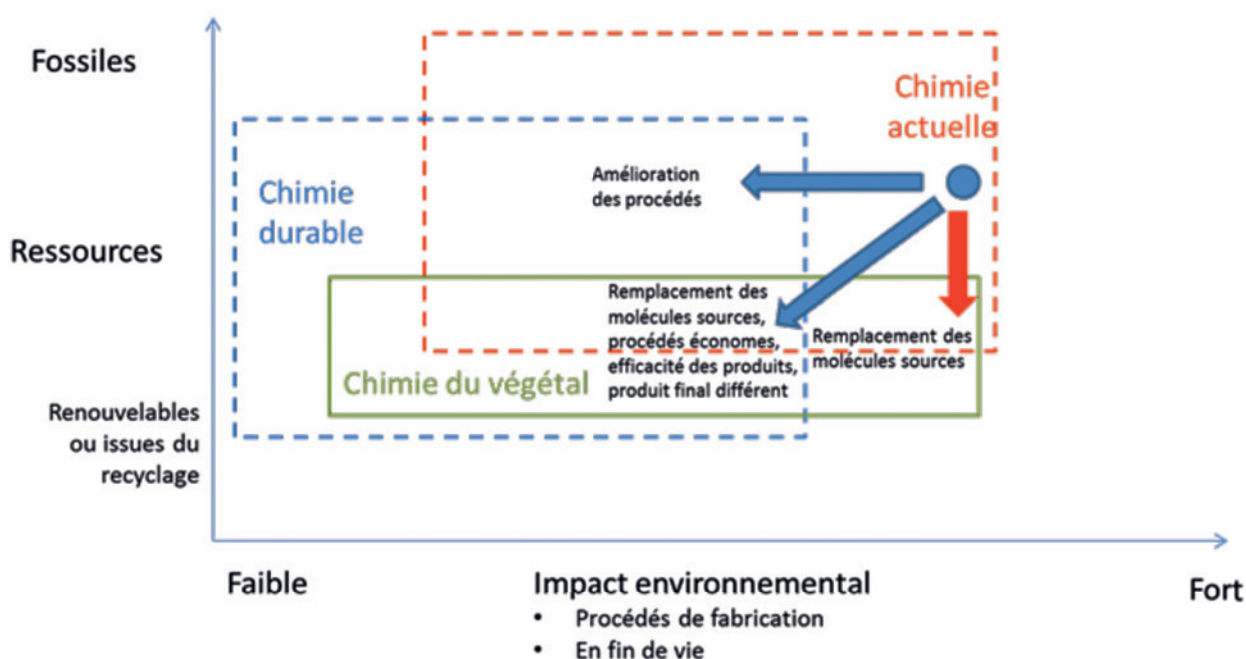 Fossiles
Chimie
actuelle
Amélioration
des procédés
Chimie
durable
Ressources
Remplacement des
molécules sources,
procédés économes,
efficacité des produits,
produit final différent
Remplacement des
molécules sources
Chimie du végétal
Renouvelables
ou issues du
recyclage
Faible
Impact environnemental
Fort
• Procédés de fabrication
• En fin de vie